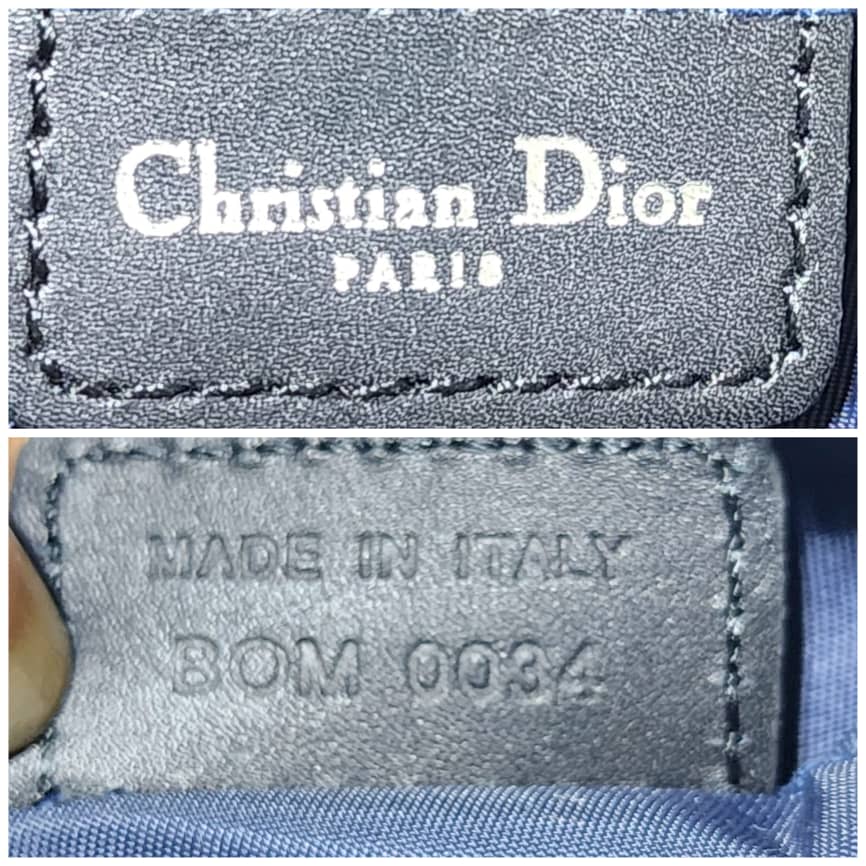 Christian Dior
PARIS
MADE IN ITALY
BOM 0034